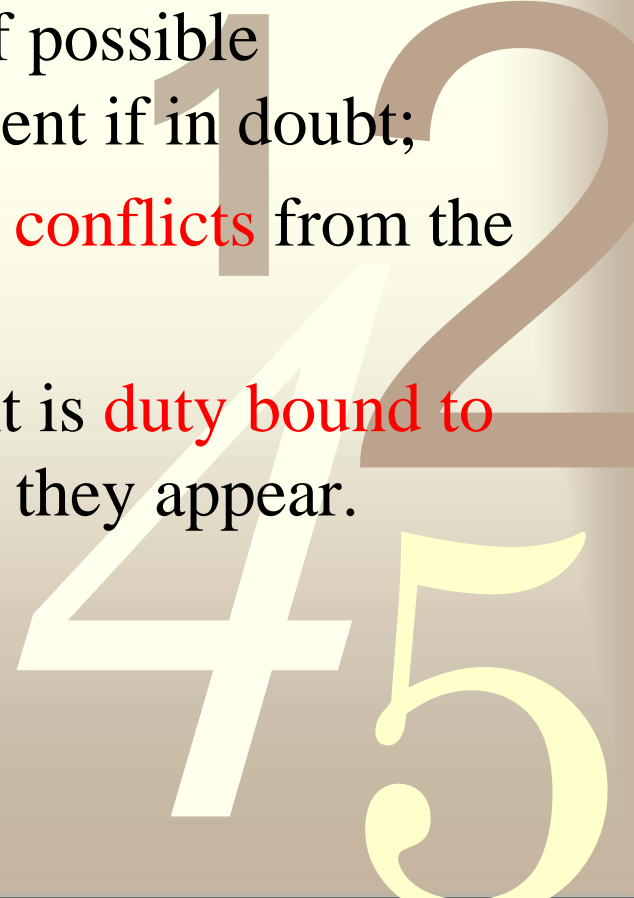 f possible
ent if in doubt;
conflicts from the
t is duty bound to
they appear.
1 2
4 5